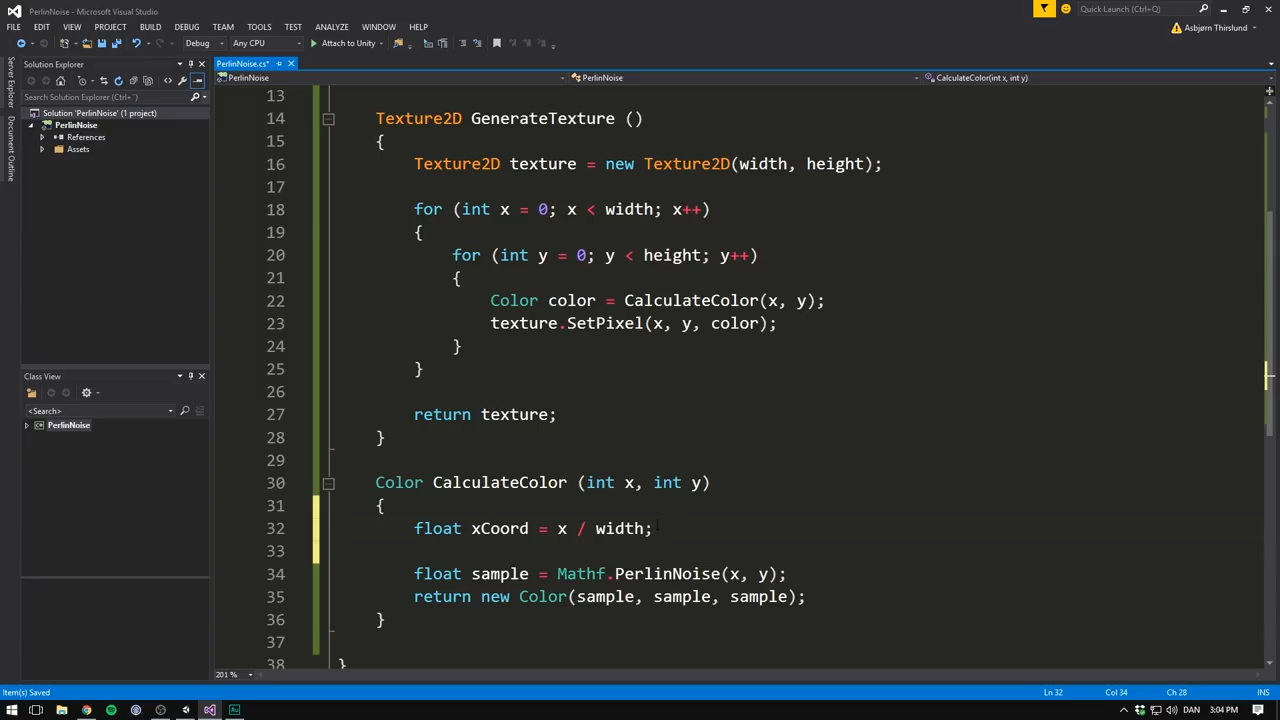 PerlinNoise - Microsoft Visual Studio
Quick Launch (Ctrl+Q)
FILE EDIT VIEW PROJECT BUILD DEBUG TEAM TOOLS TEST ANALYZE WINDOW HELP
Asbjørn Thirslund
Debug Any CPU Attach to Unity
Server Explorer
Document Outline
Solution Explorer
Search Solution Explorer (Ctrl+Æ)
Solution 'PerlinNoise' (1 project)
PerlinNoise
References
Assets
Class View
<Search>
PerlinNoise
PerlinNoise.cs*
PerlinNoise PerlinNoise CalculateColor(int x, int y)
13
14 Texture2D GenerateTexture ()
15 {
16 Texture2D texture = new Texture2D(width, height);
17
18 for (int x = 0; x < width; x++)
19 {
20 for (int y = 0; y < height; y++)
21 {
22 Color color = CalculateColor(x, y);
23 texture.SetPixel(x, y, color);
24 }
25 }
26
27 return texture;
28 }
29
30 Color CalculateColor (int x, int y)
31 {
32 float xCoord = x / width;
33
34 float sample = Mathf.PerlinNoise(x, y);
35 return new Color(sample, sample, sample);
36 }
37
38 }
201 %
Item(s) Saved Ln 32 Col 34 Ch 28 INS
DAN 3:04 PM